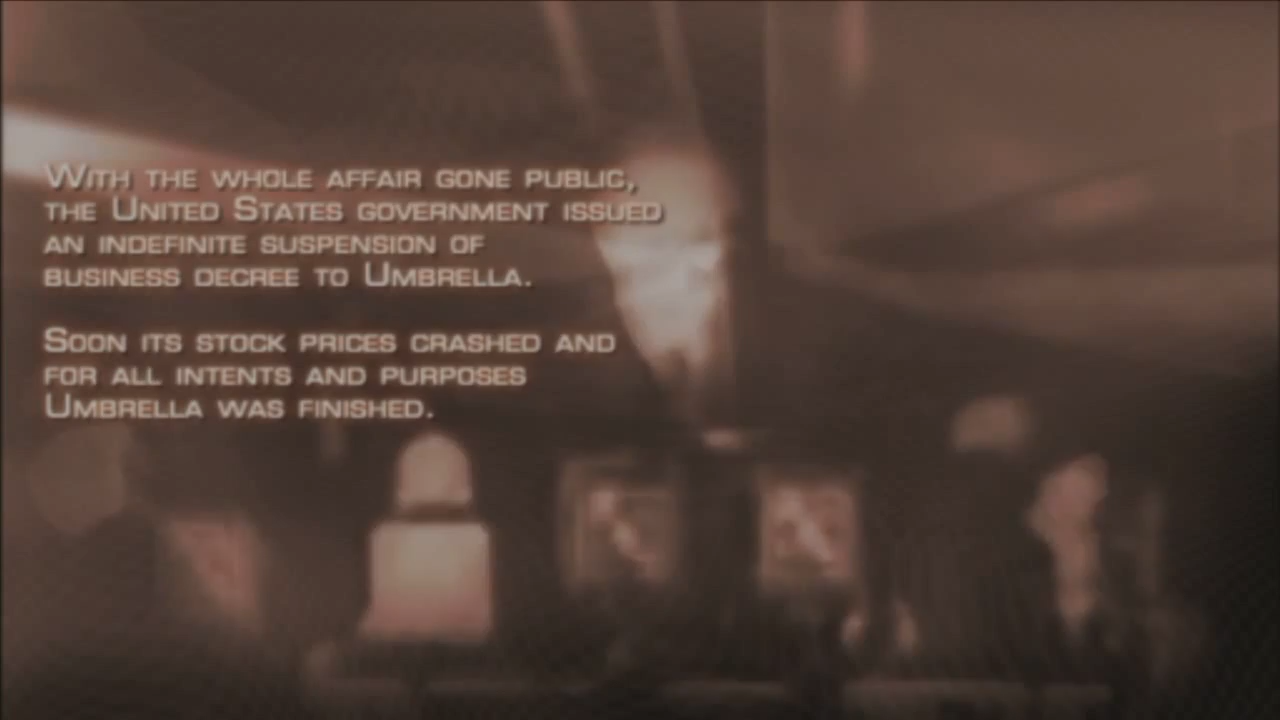 With the whole affair gone public,
the United States government issued
an indefinite suspension of
business decree to Umbrella.
Soon its stock prices crashed and
for all intents and purposes
Umbrella was finished.